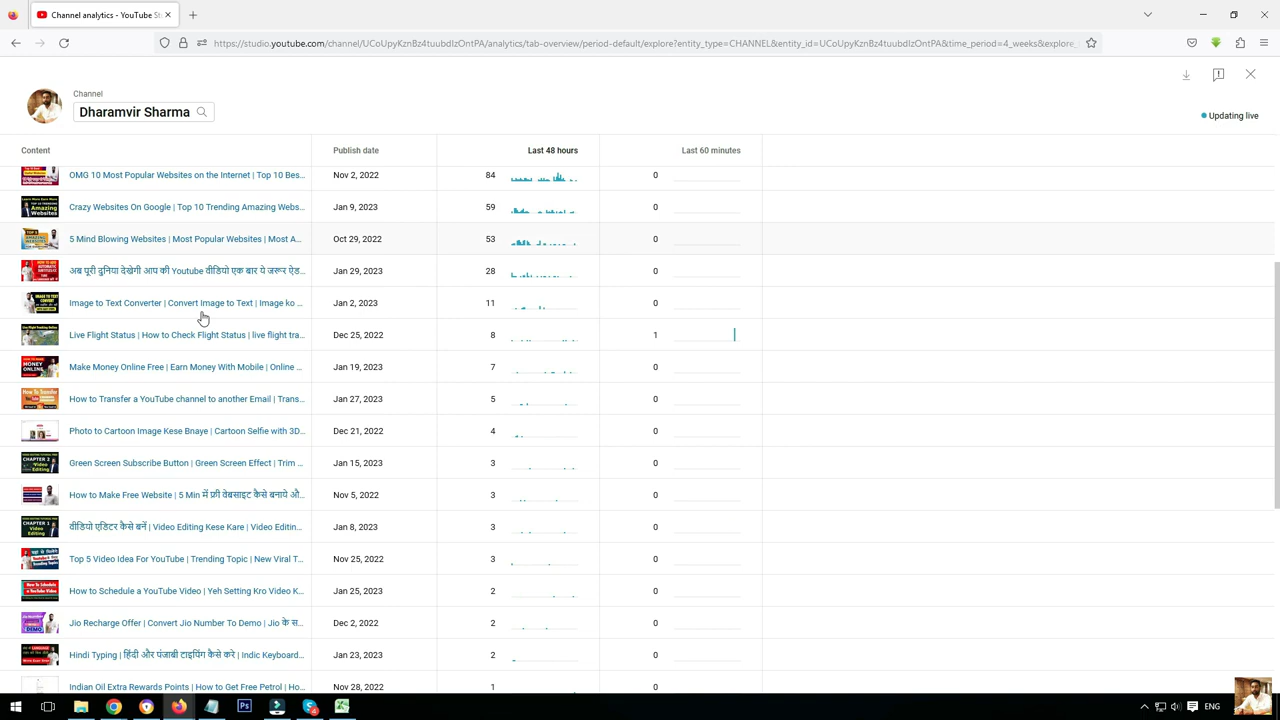 Channel analytics - YouTube St
https://studio.youtube.com/channel/UCoUpyKznBz4tuubdIzOntPA/analytics/tab-overview/period-default/explore?entity_type=CHANNEL&entity_id=UCoUpyKznBz4tuubdIzOntPA&time_period=4_weeks&explore_
Channel
Dharamvir Sharma
Updating live
Content Publish date Last 48 hours Last 60 minutes
OMG 10 Most Popular Websites on the Internet | Top 10 Bes... Nov 2, 2022 94 0
Crazy Websites On Google | Top 10 Trending Amazing Webs... Jan 9, 2023 71 0
5 Mind Blowing Websites | Most Popular Websites | Most A... Oct 29, 2022 63 0
अब पूरी दुनिया देखेगी आप की Youtube वीडियो एक बार ये जरूर ऐड... Jan 29, 2023 0
Image to Text Converter | Convert Image to Text | Image ko ... Jan 2, 2023 11 0
Live Flight Status | How to Check Flight Status | live flight tra... Dec 25, 2022 8 1
Make Money Online Free | Earn Money With Mobile | Online ... Jan 19, 2023 7 0
How to Transfer a YouTube channel to another Email | Trans... Jan 27, 2023 5 0
Photo to Cartoon Image Kese Bnaye | Cartoon Selfie with 3D... Dec 21, 2022 4 0
Green Screen Subscribe Button | Green Screen Effect | Trim ... Jan 15, 2023 3 0
How to Make Free Website | 5 Min में फ्री वेबसाइट कैसे बनाये औ... Nov 5, 2022 3 0
वीडियो एडिटर कैसे बनें | Video Editing Kese Kare | Video Editin... Jan 8, 2023 3 0
Top 5 Video Idea For YouTube | Trending Topic | New Viral T... Nov 25, 2022 2 0
How to Schedule a YouTube Video | Yeh Setting Kro Video K... Jan 25, 2023 2 0
Jio Recharge Offer | Convert Jio Number To Demo | Jio के स... Dec 2, 2022 2 0
Hindi Typing | हिंदी और पंजाबी टाइपिंग कैसे करे | Indic Keyboard... Jan 23, 2023 2 0
Indian Oil Extra Rewards Points | How to Get Free Petrol | Ho... Nov 28, 2022 1 0
ENG